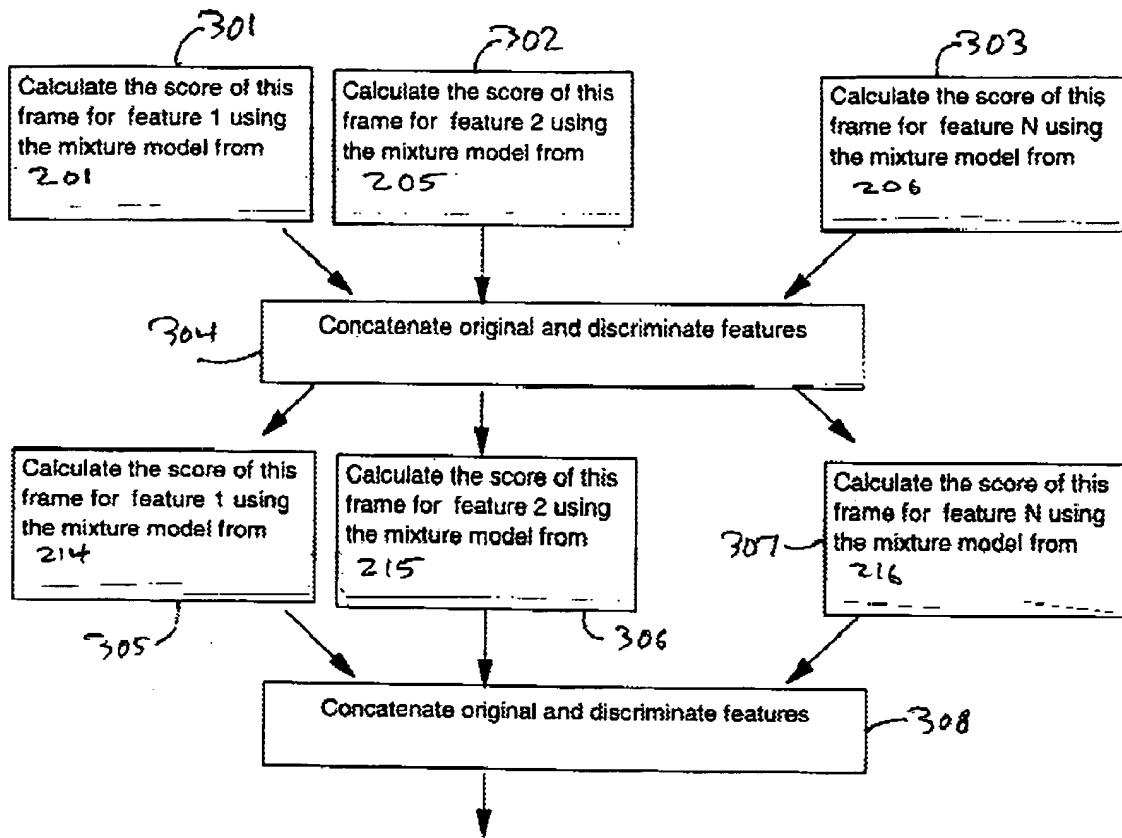 301
302
303
Calculate the score of this
frame for feature 1 using
the mixture model from
201
Calculate the score of this
frame for feature 2 using
the mixture model from
205
Calculate the score of this
frame for feature N using
the mixture model from
206
304
Concatenate original and discriminate features
Calculate the score of this
frame for feature 1 using
the mixture model from
214
Calculate the score of this
frame for feature 2 using
the mixture model from
215
Calculate the score of this
frame for feature N using
the mixture model from
216
307
305
306
Concatenate original and discriminate features
308